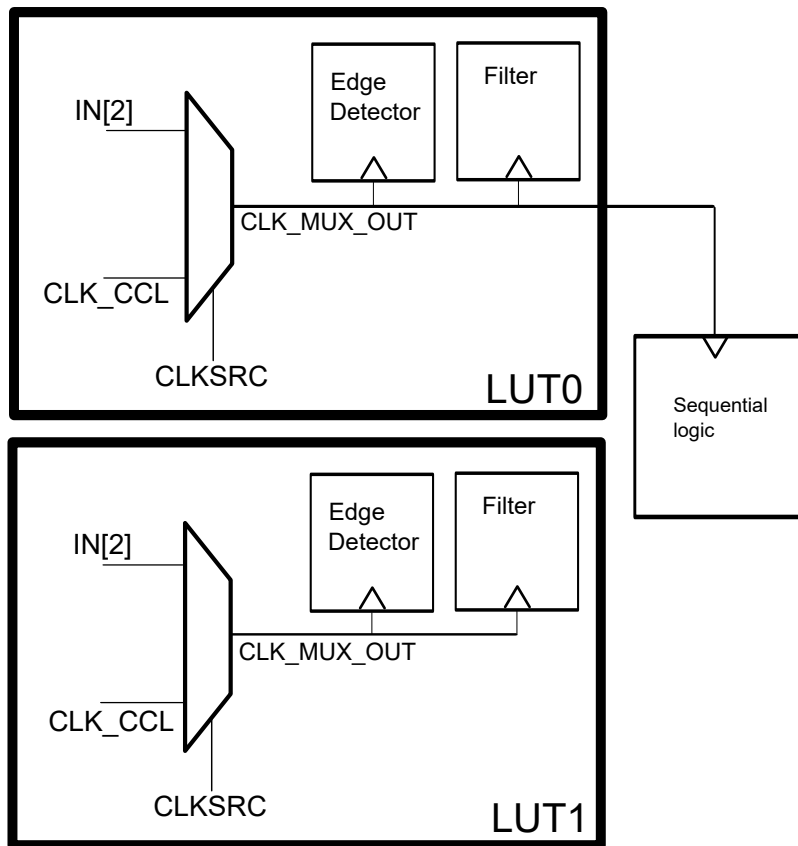 Edge
Detector
Filter
IN[2]
CLK_MUX_OUT
CLK_CCL
CLKSRC
LUT0
Sequential
logic
Edge
Detector
Filter
IN[2]
CLK_MUX_OUT
CLK_CCL
CLKSRC
LUT1